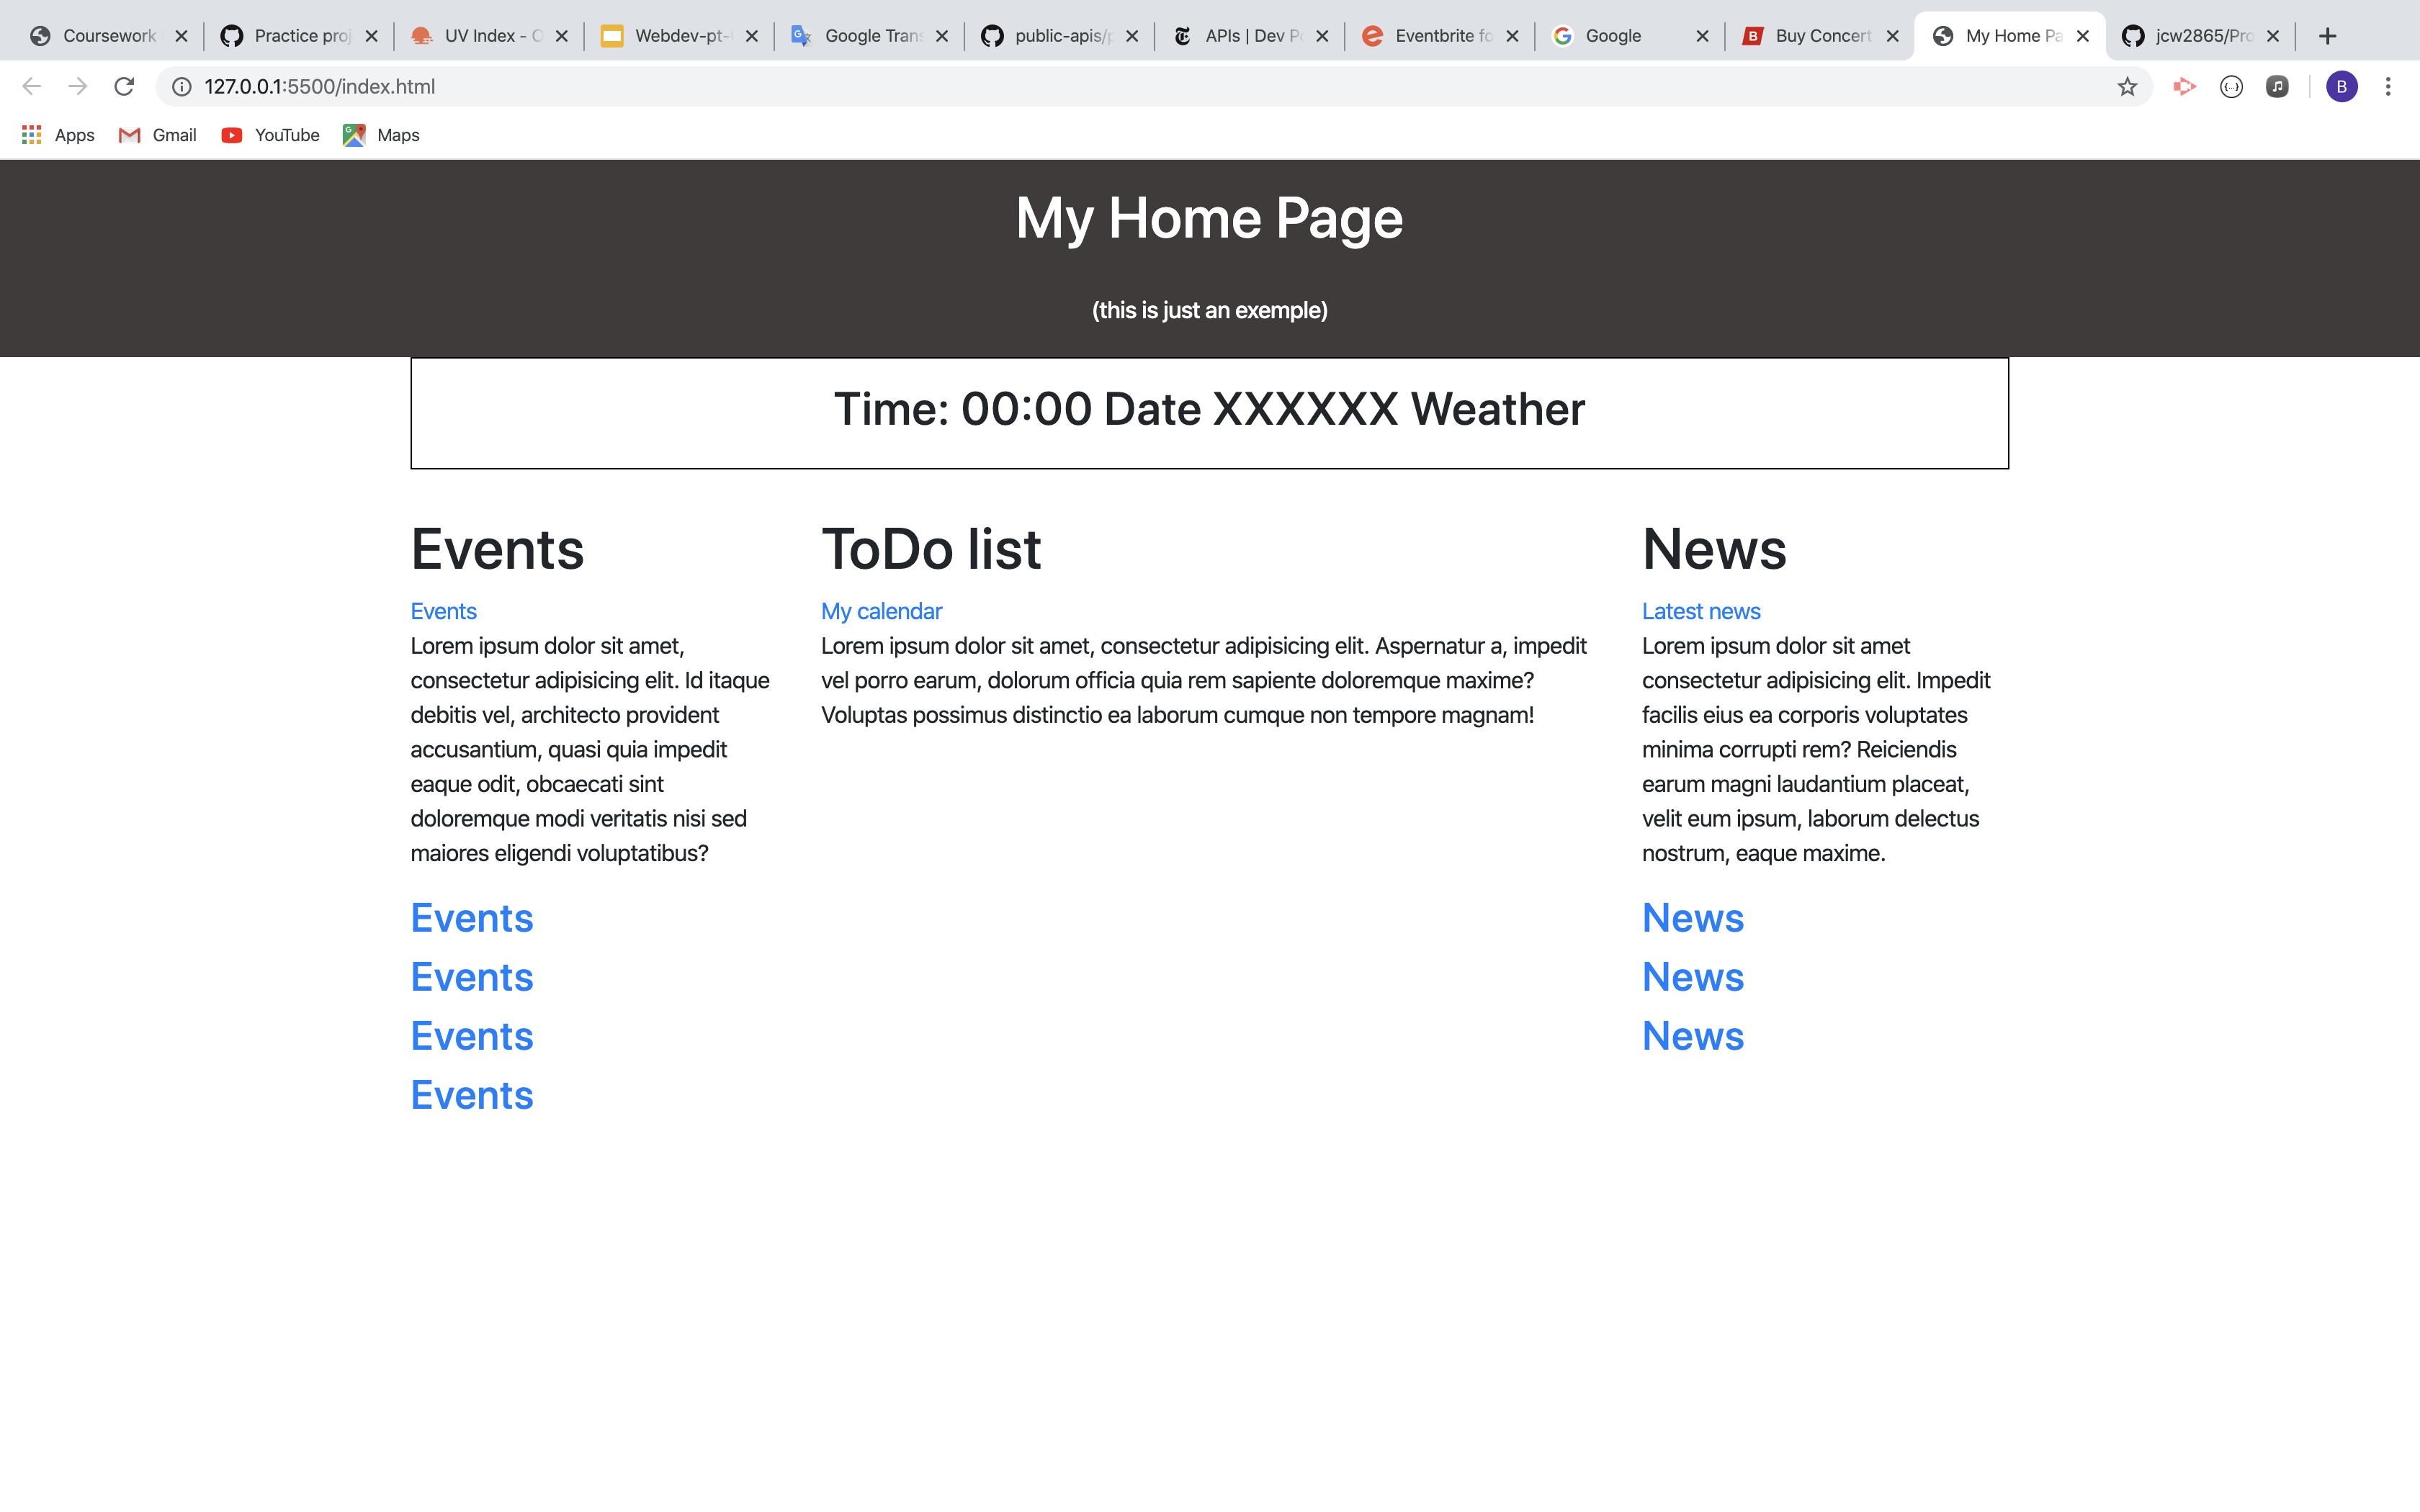 Coursework
Practice proj
UV Index - O
Webdev-pt-
Google Trans
public-apis/p
APIs | Dev Po
Eventbrite fo
Google
Buy Concert
My Home Pa
jcw2865/Pro
127.0.0.1:5500/index.html
B
Apps
Gmail
YouTube
Maps
My Home Page
(this is just an exemple)
Time: 00:00 Date XXXXXX Weather
Events
Events
Lorem ipsum dolor sit amet,
consectetur adipisicing elit. Id itaque
debitis vel, architecto provident
accusantium, quasi quia impedit
eaque odit, obcaecati sint
doloremque modi veritatis nisi sed
maiores eligendi voluptatibus?
Events
Events
Events
Events
ToDo list
My calendar
Lorem ipsum dolor sit amet, consectetur adipisicing elit. Aspernatur a, impedit
vel porro earum, dolorum officia quia rem sapiente doloremque maxime?
Voluptas possimus distinctio ea laborum cumque non tempore magnam!
News
Latest news
Lorem ipsum dolor sit amet
consectetur adipisicing elit. Impedit
facilis eius ea corporis voluptates
minima corrupti rem? Reiciendis
earum magni laudantium placeat,
velit eum ipsum, laborum delectus
nostrum, eaque maxime.
News
News
News